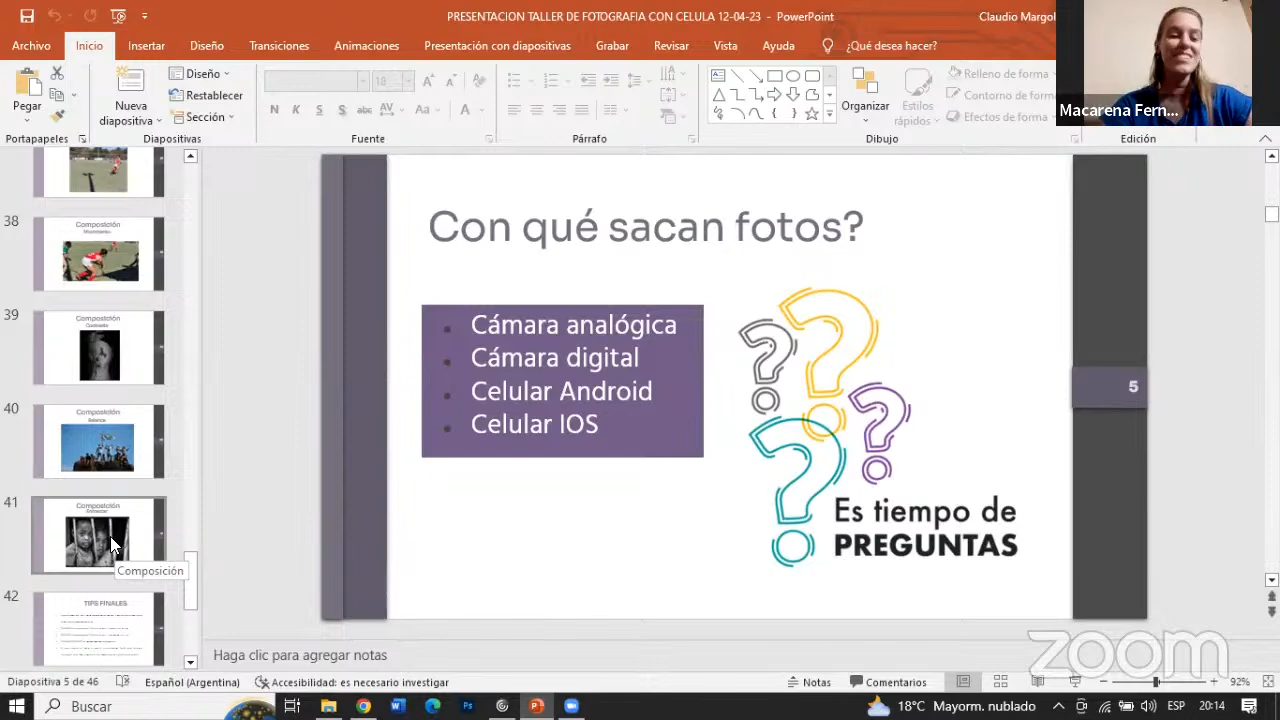 PRESENTACION TALLER DE FOTOGRAFIA CON CELULA 12-04-23 - PowerPoint
Claudio Margol
Archivo
Inicio
Insertar
Diseño
Transiciones
Animaciones
Presentación con diapositivas
Grabar
Revisar
Vista
Ayuda
¿Qué desea hacer?
Pegar
Nueva
diapositiva
Diseño
Restablecer
Sección
18
N
K
S
S
abc
AV
Aa
A
Organizar
Estilos
rápidos
Relleno de forma
Contorno de forma
Efectos de forma
Macarena Fern...
Portapapeles
Diapositivas
Fuente
Párrafo
Dibujo
Edición
38
Composición
39
Composición
40
Composición
41
Composición
Composición
42
TIPS FINALES
Con qué sacan fotos?
Cámara analógica
Cámara digital
Celular Android
Celular IOS
Es tiempo de
PREGUNTAS
5
Haga clic para agregar notas
zoom
Diapositiva 5 de 46
Español (Argentina)
Accesibilidad: es necesario investigar
Notas
Comentarios
92%
Buscar
18°C Mayorm. nublado
ESP
20:14